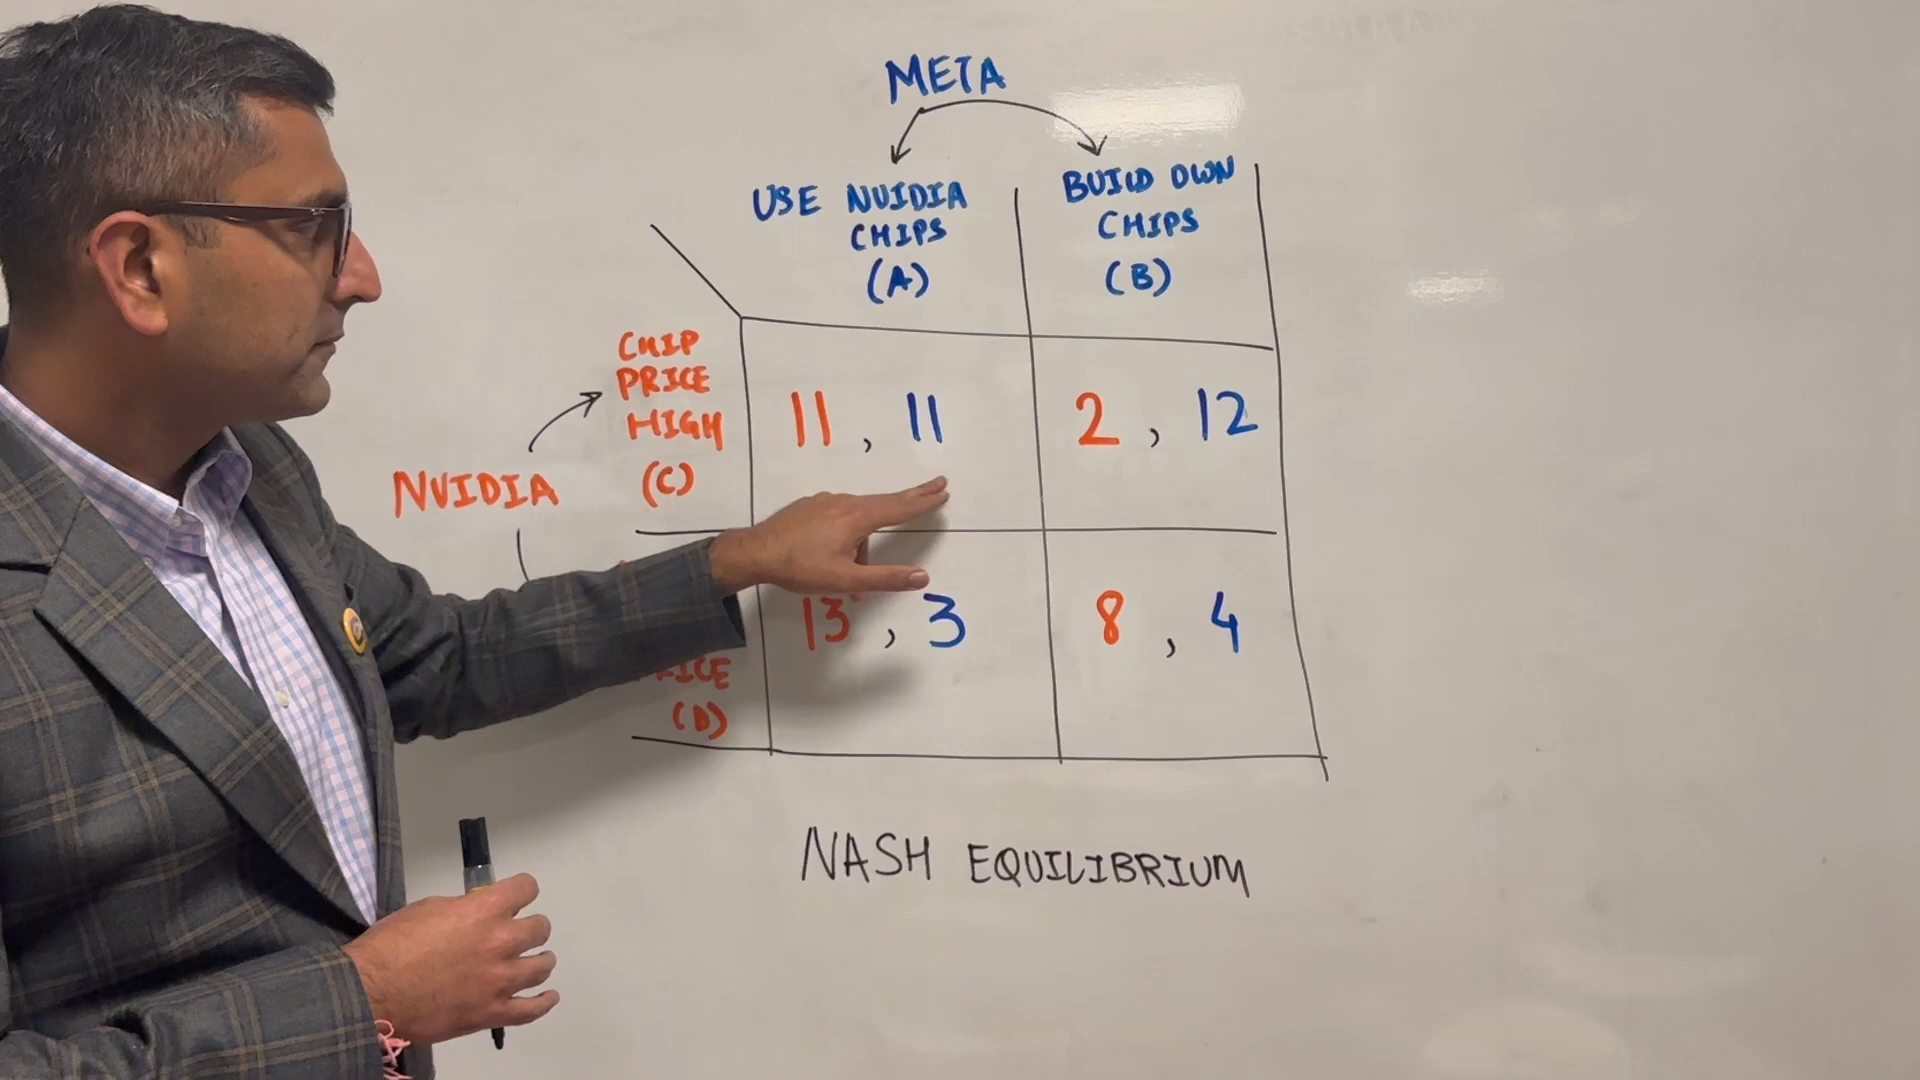 META
USE NVIDIA
CHIPS
(A)
BUILD OWN
CHIPS
(B)
CHIP
PRICE
HIGH
(C)
11 , 11
2 , 12
NVIDIA
13 , 3
8 , 4
(D)
NASH EQUILIBRIUM